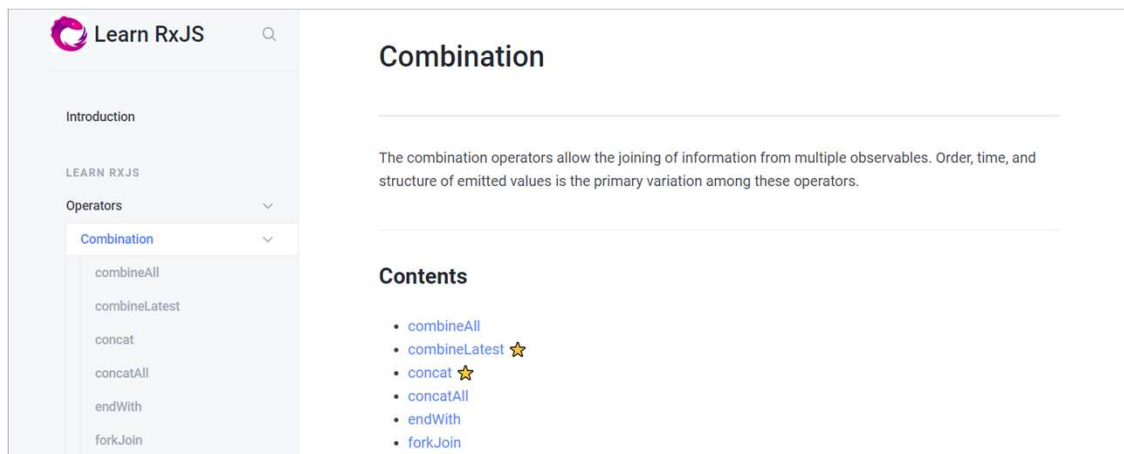 Learn RxJS
Introduction
LEARN RXJS
Operators
Combination
combineAll
combineLatest
concat
concatAll
endWith
forkJoin
Combination
The combination operators allow the joining of information from multiple observables. Order, time, and
structure of emitted values is the primary variation among these operators.
Contents
• combineAll
• combineLatest ⭐
• concat ⭐
• concatAll
• endWith
• forkJoin